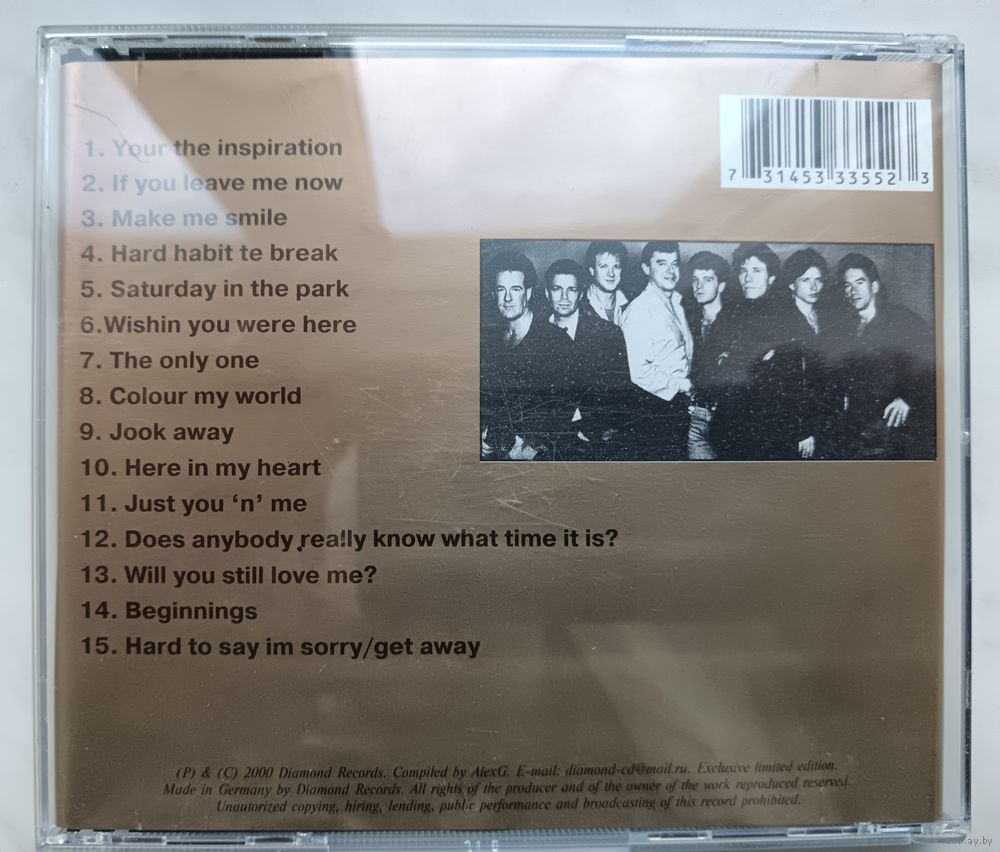 1. Your the inspiration
2. If you leave me now
3. Make me smile
4. Hard habit te break
5. Saturday in the park
6.Wishin you were here
7. The only one
8. Colour my world
9. Jook away
10. Here in my heart
11. Just you ‘n’ me
12. Does anybody really know what time it is?
13. Will you still love me?
14. Beginnings
15. Hard to say im sorry/get away
7 31453 33552 3
(P) & (C) 2000 Diamond Records. Compiled by AlexG. E-mail: diamond-cd@mail.ru. Exclusive limited edition.
Made in Germany by Diamond Records. All rights of the producer and of the owner of the work reproduced reserved.
Unautorized copying, hiring, lending, public performance and broadcasting of this record prohibited.